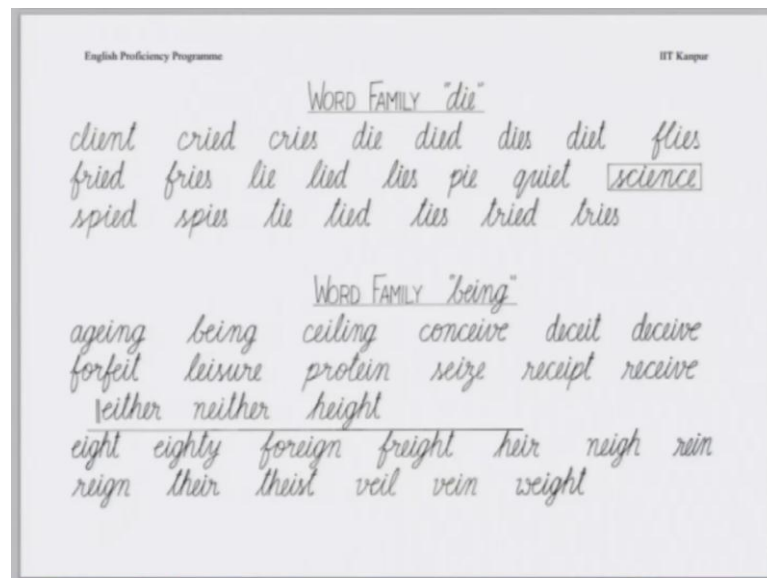 English Proficiency Programme IIT Kanpur
WORD FAMILY "die"
client cried cries die died dies diet flies
fried fries lie lied lies pie quiet science
spied spies tie tied ties tried tries
WORD FAMILY "being"
ageing being ceiling conceive deceit deceive
forfeit leisure protein seize receipt receive
either neither height
eight eighty foreign freight heir neigh rein
reign their theist veil vein weight